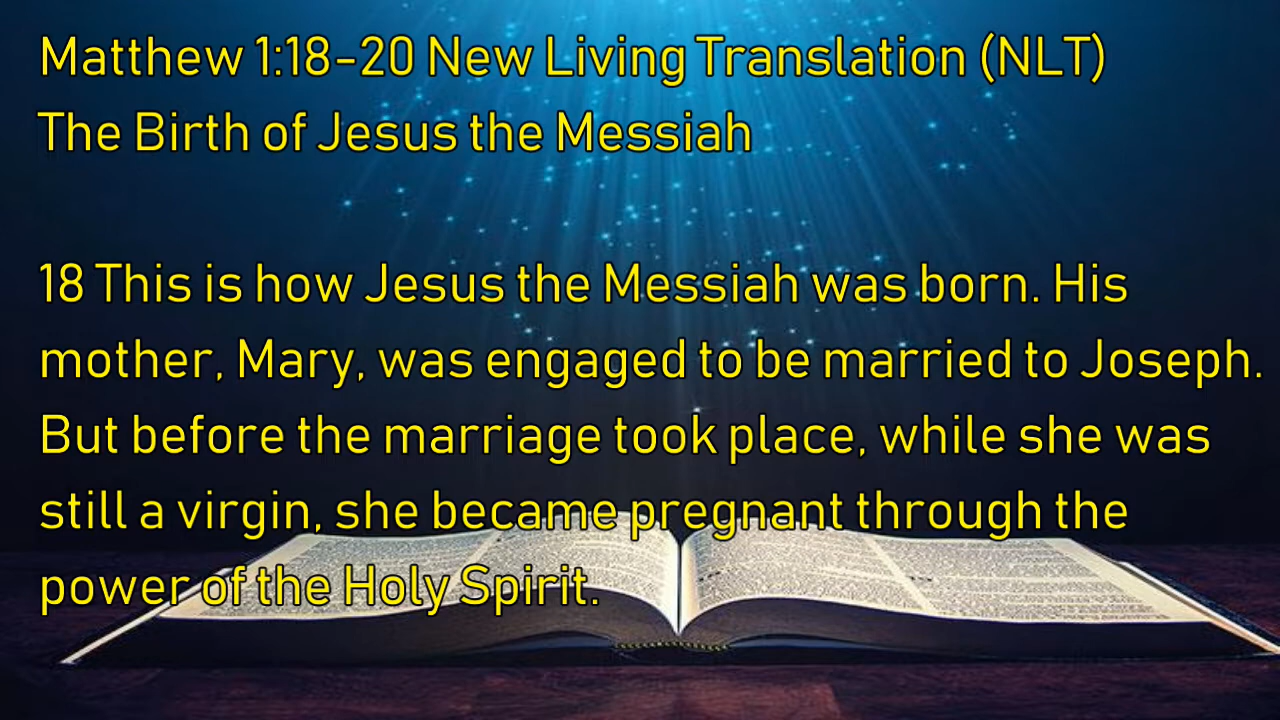 Matthew 1:18-20 New Living Translation (NLT)
The Birth of Jesus the Messiah
18 This is how Jesus the Messiah was born. His
mother, Mary, was engaged to be married to Joseph.
But before the marriage took place, while she was
still a virgin, she became pregnant through the
power of the Holy Spirit.